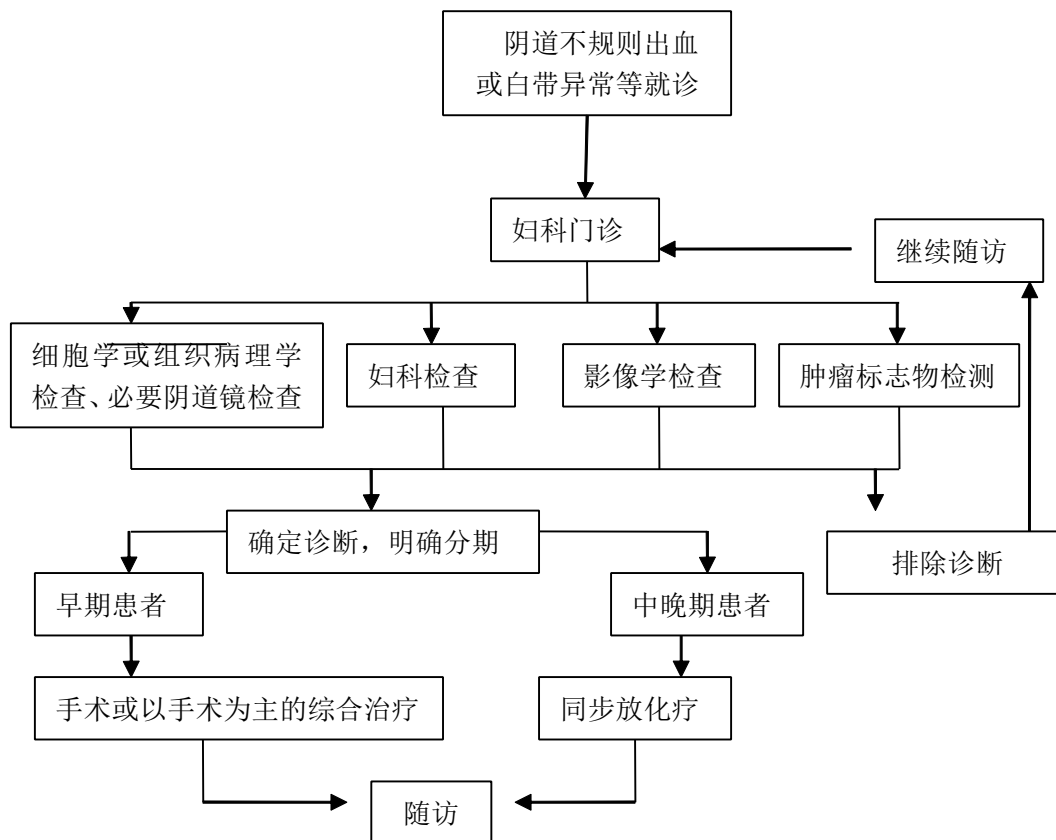 阴道不规则出血
或白带异常等就诊
妇科门诊
继续随访
细胞学或组织病理学
检查、必要阴道镜检查
妇科检查
影像学检查
肿瘤标志物检测
确定诊断，明确分期
排除诊断
早期患者
中晚期患者
手术或以手术为主的综合治疗
同步放化疗
随访